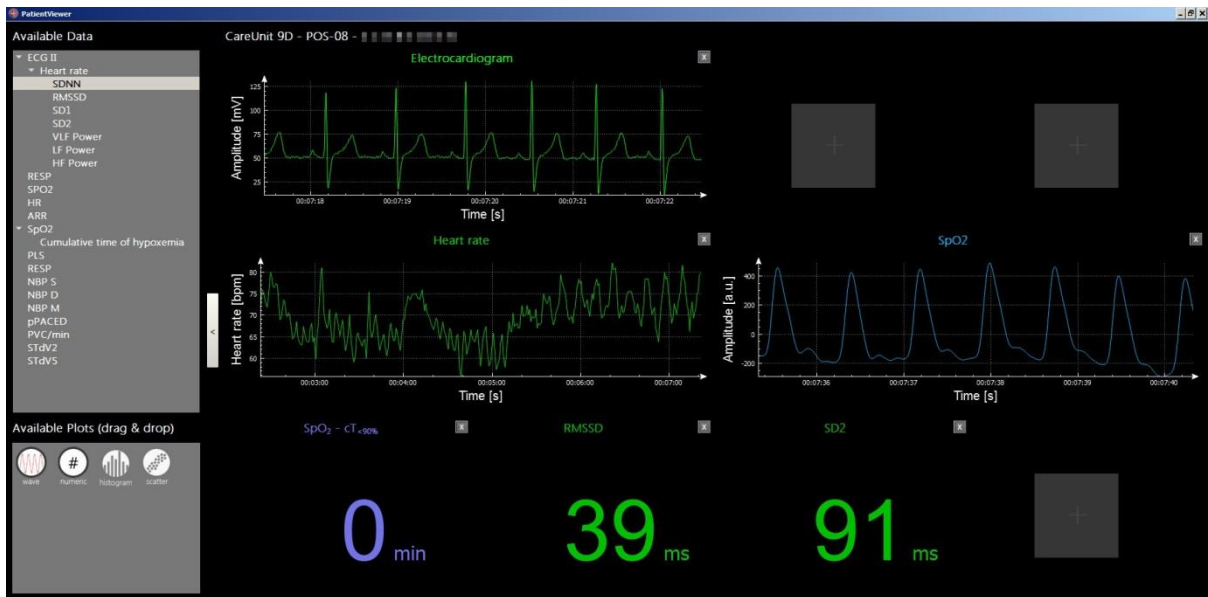 PatientViewer
Available Data
ECG II
Heart rate
SDNN
RMSSD
SD1
SD2
VLF Power
LF Power
HF Power
RESP
SPO2
HR
ARR
SpO2
Cumulative time of hypoxemia
PLS
RESP
NBP S
NBP D
NBP M
pPACED
PVC/min
STdV2
STdV5
Available Plots (drag & drop)
wave
#
numeric
histogram
scatter
<
CareUnit 9D - POS-08 -
Electrocardiogram
x
Amplitude [mV]
125
100
75
50
25
00:07:18 00:07:19 00:07:20 00:07:21 00:07:22
Time [s]
+
+
Heart rate
x
Heart rate [bpm]
80
75
70
65
60
00:03:00 00:04:00 00:05:00 00:06:00 00:07:00
Time [s]
SpO2
x
Amplitude [a.u.]
400
200
0
-200
00:07:36 00:07:37 00:07:38 00:07:39 00:07:40
Time [s]
SpO₂ - cT<90%
x
0 min
RMSSD
x
39 ms
SD2
x
91 ms
+